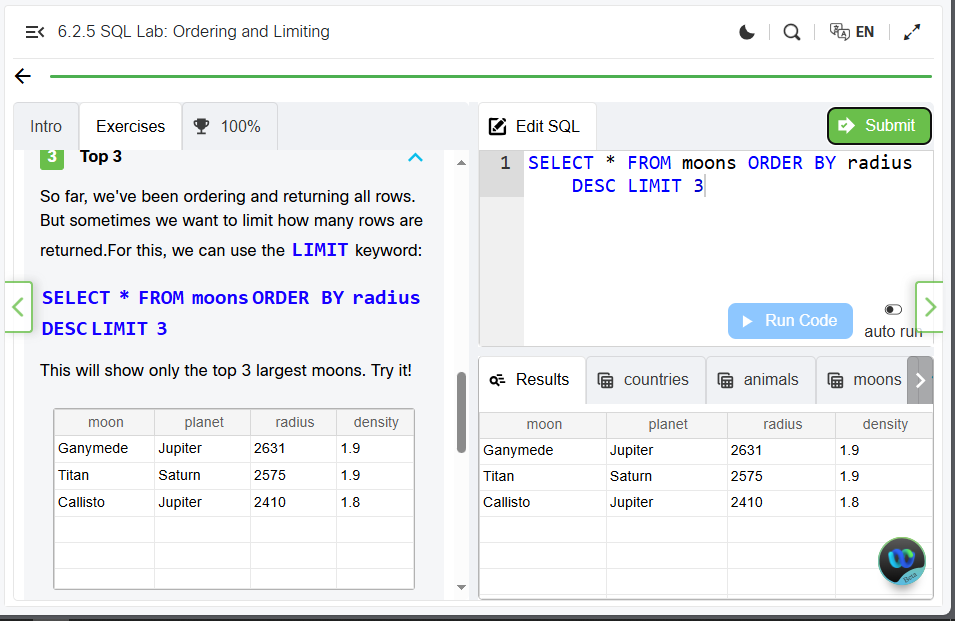 6.2.5 SQL Lab: Ordering and Limiting
EN
Intro
Exercises
100%
Edit SQL
Submit
3 Top 3
So far, we've been ordering and returning all rows.
But sometimes we want to limit how many rows are
returned.For this, we can use the LIMIT keyword:
SELECT * FROM moons ORDER BY radius
DESC LIMIT 3
This will show only the top 3 largest moons. Try it!
moon planet radius density
Ganymede Jupiter 2631 1.9
Titan Saturn 2575 1.9
Callisto Jupiter 2410 1.8
1 SELECT * FROM moons ORDER BY radius
DESC LIMIT 3
Run Code
auto run
Results
countries
animals
moons
moon planet radius density
Ganymede Jupiter 2631 1.9
Titan Saturn 2575 1.9
Callisto Jupiter 2410 1.8
Beta